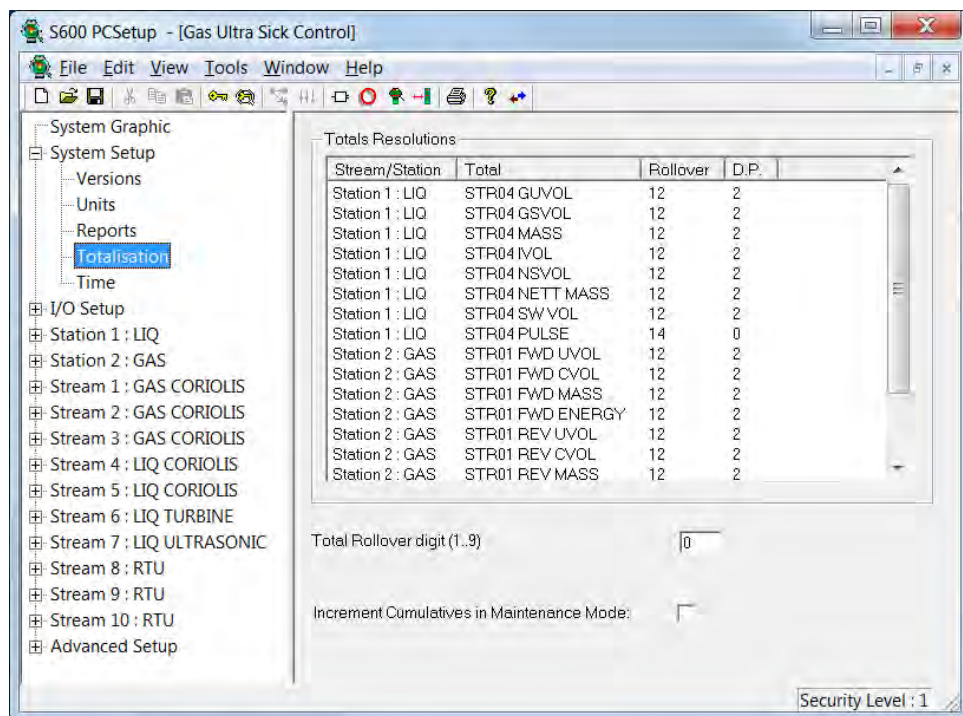 S600 PCSetup - [Gas Ultra Sick Control]
File Edit View Tools Window Help
System Graphic
System Setup
Versions
Units
Reports
Totalisation
Time
I/O Setup
Station 1 : LIQ
Station 2 : GAS
Stream 1 : GAS CORIOLIS
Stream 2 : GAS CORIOLIS
Stream 3 : GAS CORIOLIS
Stream 4 : LIQ CORIOLIS
Stream 5 : LIQ CORIOLIS
Stream 6 : LIQ TURBINE
Stream 7 : LIQ ULTRASONIC
Stream 8 : RTU
Stream 9 : RTU
Stream 10 : RTU
Advanced Setup
Totals Resolutions
Stream/Station Total Rollover D.P.
Station 1 : LIQ STR04 GUVOL 12 2
Station 1 : LIQ STR04 GSVOL 12 2
Station 1 : LIQ STR04 MASS 12 2
Station 1 : LIQ STR04 IVOL 12 2
Station 1 : LIQ STR04 NSVOL 12 2
Station 1 : LIQ STR04 NETT MASS 12 2
Station 1 : LIQ STR04 SW VOL 12 2
Station 1 : LIQ STR04 PULSE 14 0
Station 2 : GAS STR01 FWD UVOL 12 2
Station 2 : GAS STR01 FWD CVOL 12 2
Station 2 : GAS STR01 FWD MASS 12 2
Station 2 : GAS STR01 FWD ENERGY 12 2
Station 2 : GAS STR01 REV UVOL 12 2
Station 2 : GAS STR01 REV CVOL 12 2
Station 2 : GAS STR01 REV MASS 12 2
Total Rollover digit (1..9) 0
Increment Cumulatives in Maintenance Mode:
Security Level : 1